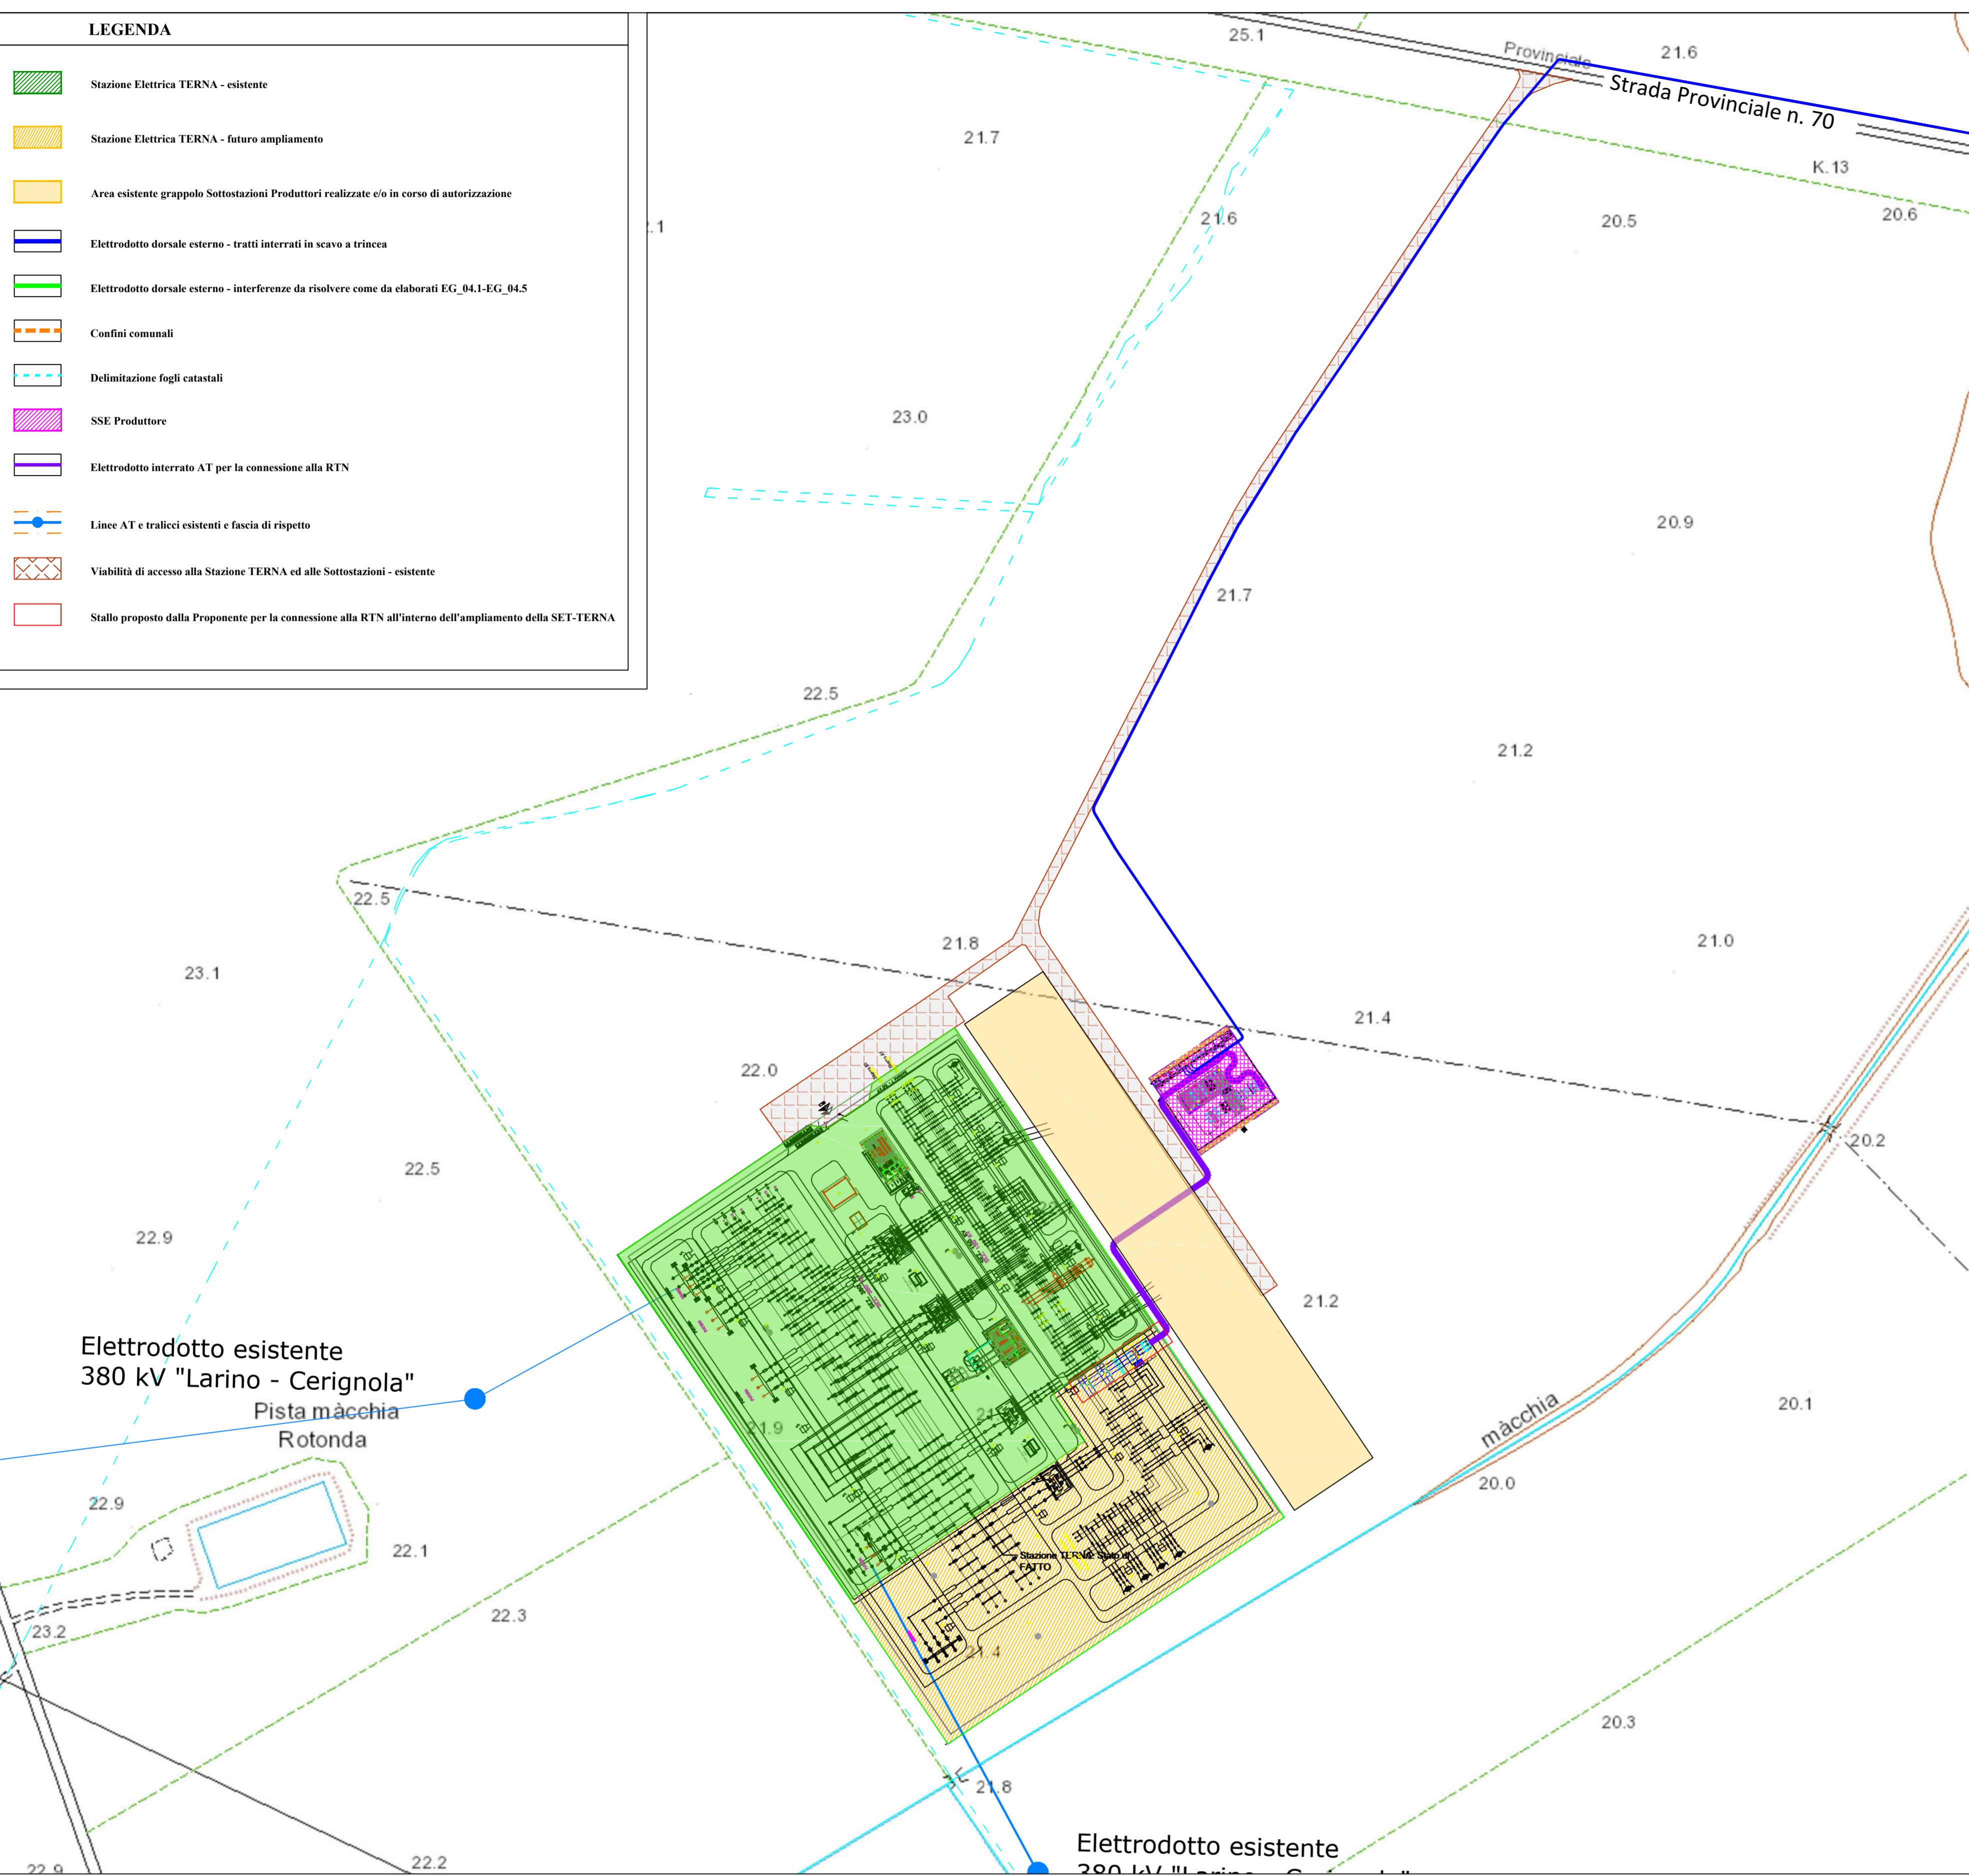 LEGENDA
Stazione Elettrica TERNA - esistente
Stazione Elettrica TERNA - futuro ampliamento
Area esistente grappolo Sottostazioni Produttori realizzate e/o in corso di autorizzazione
Elettrodotto dorsale esterno - tratti interrati in scavo a trincea
Elettrodotto dorsale esterno - interferenze da risolvere come da elaborati EG_04.1-EG_04.5
Confini comunali
Delimitazione fogli catastali
SSE Produttore
Elettrodotto interrato AT per la connessione alla RTN
Linee AT e tralicci esistenti e fascia di rispetto
Viabilità di accesso alla Stazione TERNA ed alle Sottostazioni - esistente
Stallo proposto dalla Proponente per la connessione alla RTN all'interno dell'ampliamento della SET-TERNA
25.1
Provinciale
21.6
Strada Provinciale n. 70
21.7
K.13
21.6
20.5
20.6
23.0
20.9
21.7
22.5
21.2
22.5
21.8
21.0
23.1
21.4
22.0
20.2
22.5
22.9
21.2
Elettrodotto esistente
380 kV "Larino - Cerignola"
Pista màcchia
Rotonda
21.9
màcchia
20.1
20.0
22.9
22.1
Stazione TERNA: Stato di
FATTO
22.3
23.2
21.4
20.3
21.8
Elettrodotto esistente
22.2
22.9